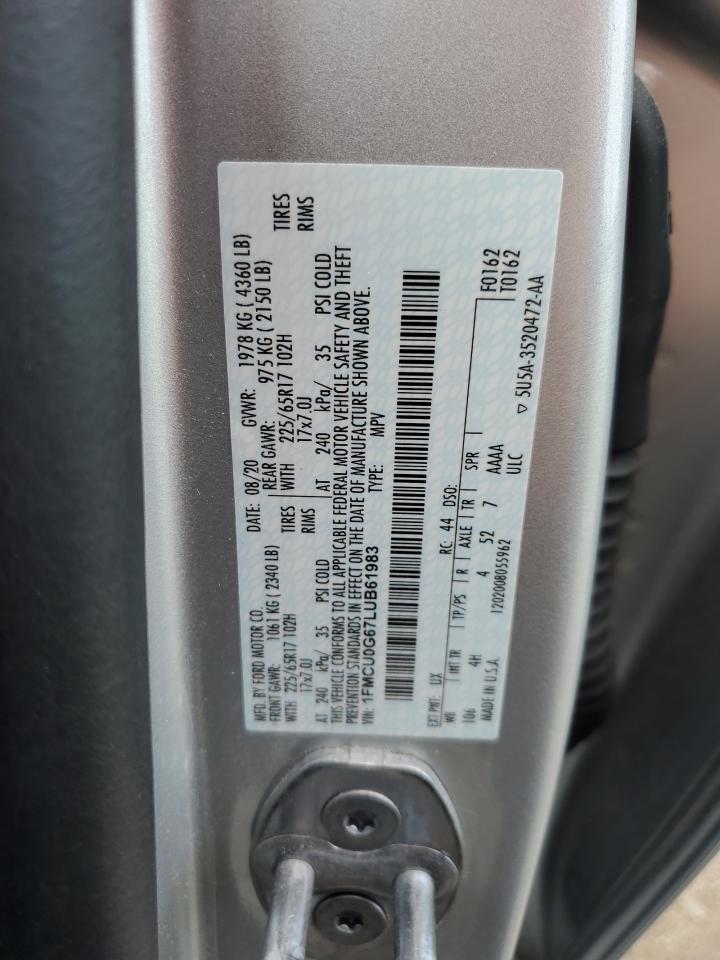 MFD. BY FORD MOTOR CO. DATE: 08/20 GVWR: 1978 KG ( 4360 LB)
FRONT GAWR: 1061 KG ( 2340 LB) REAR GAWR: 975 KG ( 2150 LB)
WITH 225/65R17 102H TIRES WITH 225/65R17 102H TIRES
17x7.0J RIMS 17x7.0J RIMS
AT 240 kPa/ 35 PSI COLD AT 240 kPa/ 35 PSI COLD
THIS VEHICLE CONFORMS TO ALL APPLICABLE FEDERAL MOTOR VEHICLE SAFETY AND THEFT
PREVENTION STANDARDS IN EFFECT ON THE DATE OF MANUFACTURE SHOWN ABOVE.
VIN: 1FMCU0G67LUB61983 TYPE: MPV
EXT PNT: UX RC: 44 DSO: F0162
WB INT TR TP/PS R AXLE TR SPR T0162
106 4H 4 52 7 AAAA
MADE IN U.S.A. 1202008055962 ULC ▽ 5U5A-3520472-AA